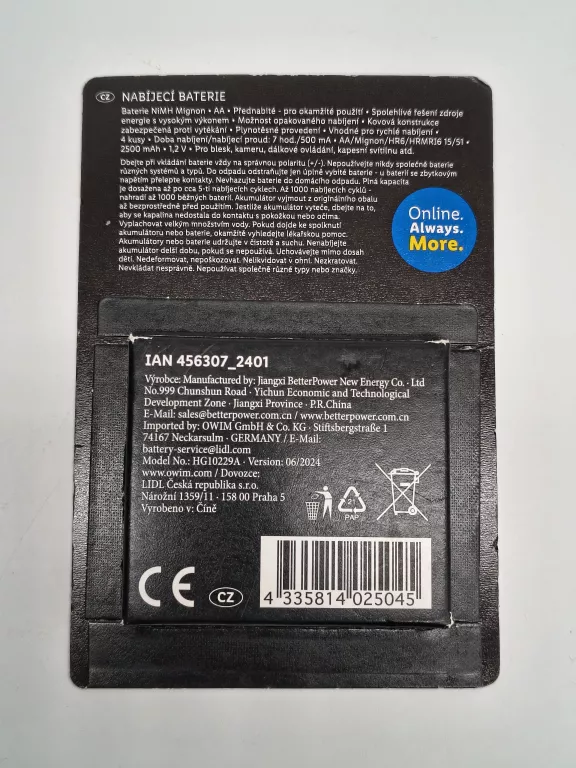 CZ NABÍJECÍ BATERIE
Baterie NiMH Mignon • AA • Přednabité - pro okamžité použití • Spolehlivé řešení zdroje
energie s vysokým výkonem • Možnost opakovaného nabíjení • Kovová konstrukce
zabezpečená proti vytékání • Plynotěsné provedení • Vhodné pro rychlé nabíjení •
4 kusy • Doba nabíjení/nabíjecí proud: 7 hod./500 mA • AA/Mignon/HR6/HRMR16 15/51 •
2500 mAh • 1,2 V • Pro blesk, kameru, dálkové ovládání, kapesní svítilnu atd.
Dbejte při vkládání baterie vždy na správnou polaritu (+/-). Nepoužívejte nikdy společně baterie
různých systémů a typů. Do odpadu odstraňujte jen úplně vybité baterie - u baterií se zbytkovým
napětím přelepte kontakty. Nevhazujte baterie do domácího odpadu. Plná kapacita
je dosažena až po cca 5-ti nabíjecích cyklech. Až 1000 nabíjecích cyklů -
nahradí až 1000 běžných baterií. Akumulátor vyjmout z originálního obalu
až bezprostředně před použitím. Jestliže akumulátor vyteče, dbejte na to,
aby se kapalina nedostala do kontaktu s pokožkou nebo očima.
Vyplachovat velkým množstvím vody. Pokud dojde ke spolknutí
akumulátoru nebo baterie, okamžitě vyhledejte lékařskou pomoc.
Akumulátory nebo baterie udržujte v čistotě a suchu. Nenabíjejte
akumulátor delší dobu, pokud se nepoužívá. Uchovávejte mimo dosah
dětí. Nedeformovat, nepoškozovat. Nelikvidovat v ohni. Nezkratovat.
Nevkládat nesprávně. Nepoužívat společně různé typy nebo značky.
Online.
Always.
More.
IAN 456307_2401
Výrobce: Manufactured by: Jiangxi BetterPower New Energy Co. · Ltd
No.999 Chunshun Road · Yichun Economic and Technological
Development Zone · Jiangxi Province · P.R.China
E-Mail: sales@betterpower.com.cn / www.betterpower.com.cn
Imported by: OWIM GmbH & Co. KG · Stiftsbergstraße 1
74167 Neckarsulm · GERMANY / E-Mail:
battery-service@lidl.com
Model No.: HG10229A · Version: 06/2024
www.owim.com / Dovozce:
LIDL Česká republika s.r.o.
Nárožní 1359/11 · 158 00 Praha 5
Vyrobeno v: Číně
21
PAP
CE
CZ
4 335814 025045